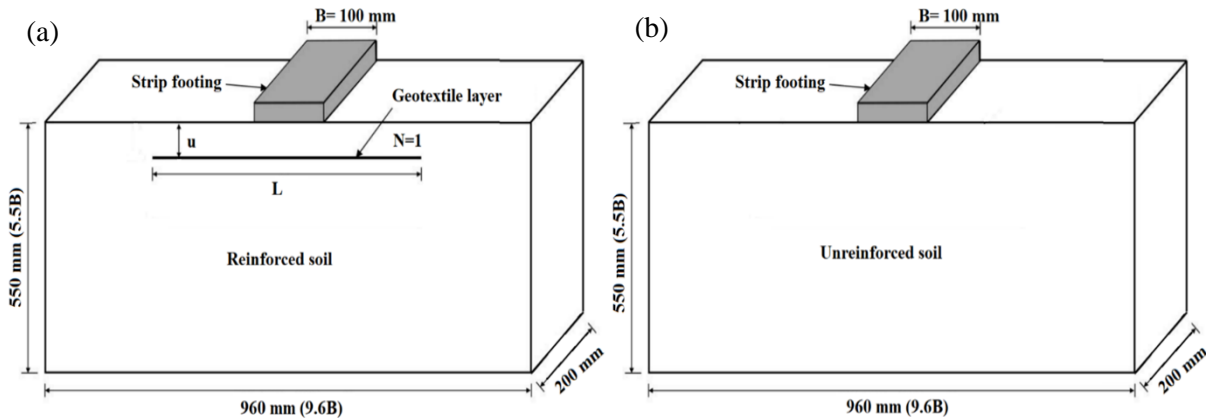 (a)
B= 100 mm
Strip footing
Geotextile layer
u
N=1
L
Reinforced soil
550 mm (5.5B)
960 mm (9.6B)
200 mm
(b)
B= 100 mm
Strip footing
Unreinforced soil
550 mm (5.5B)
960 mm (9.6B)
200 mm